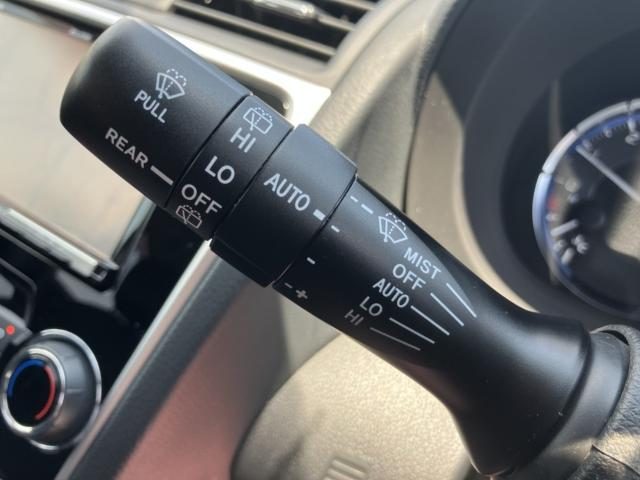 PULL
REAR
HI
LO
OFF
AUTO
- +
MIST
OFF
AUTO
LO
HI